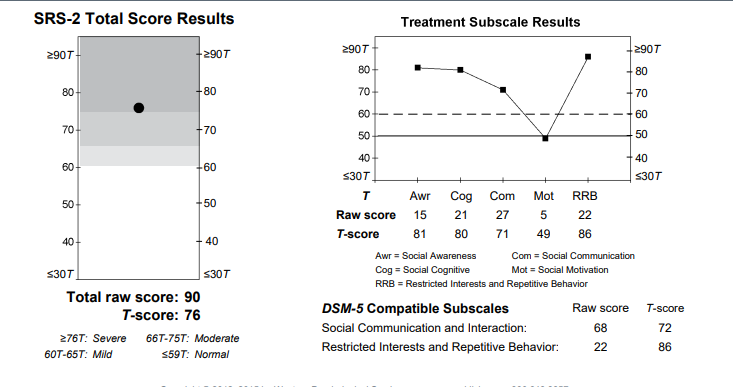 SRS-2 Total Score Results
≥90T ≥90T
80 80
70 70
60 60
50 50
40 40
≤30T ≤30T
Total raw score: 90
T-score: 76
≥76T: Severe 66T-75T: Moderate
60T-65T: Mild ≤59T: Normal
Treatment Subscale Results
≥90T ≥90T
80 80
70 70
60 60
50 50
40 40
≤30T ≤30T
T Awr Cog Com Mot RRB
Raw score 15 21 27 5 22
T-score 81 80 71 49 86
Awr = Social Awareness Com = Social Communication
Cog = Social Cognitive Mot = Social Motivation
RRB = Restricted Interests and Repetitive Behavior
DSM-5 Compatible Subscales Raw score T-score
Social Communication and Interaction: 68 72
Restricted Interests and Repetitive Behavior: 22 86